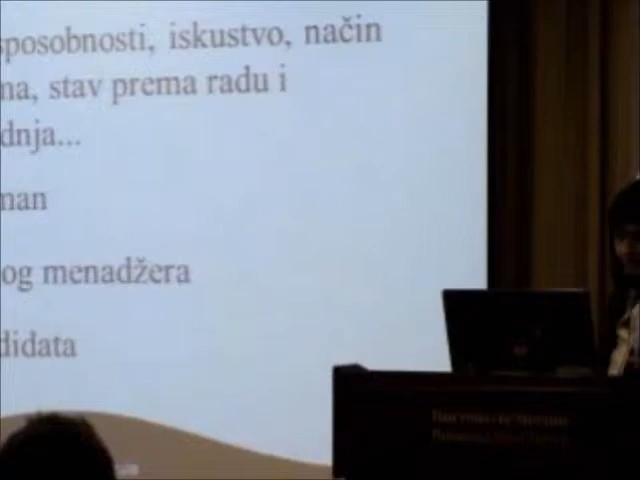 sposobnosti, iskustvo, način
na, stav prema radu i
dnja...
man
og menadžera
didata